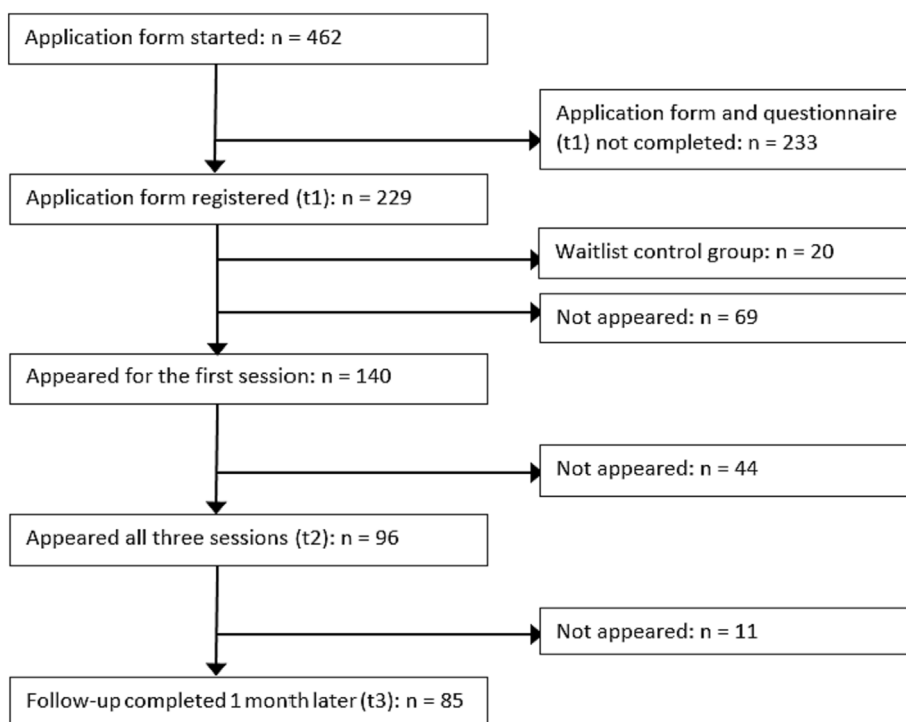 Application form started: n = 462
Application form and questionnaire
(t1) not completed: n = 233
Application form registered (t1): n = 229
Waitlist control group: n = 20
Not appeared: n = 69
Appeared for the first session: n = 140
Not appeared: n = 44
Appeared all three sessions (t2): n = 96
Not appeared: n = 11
Follow-up completed 1 month later (t3): n = 85